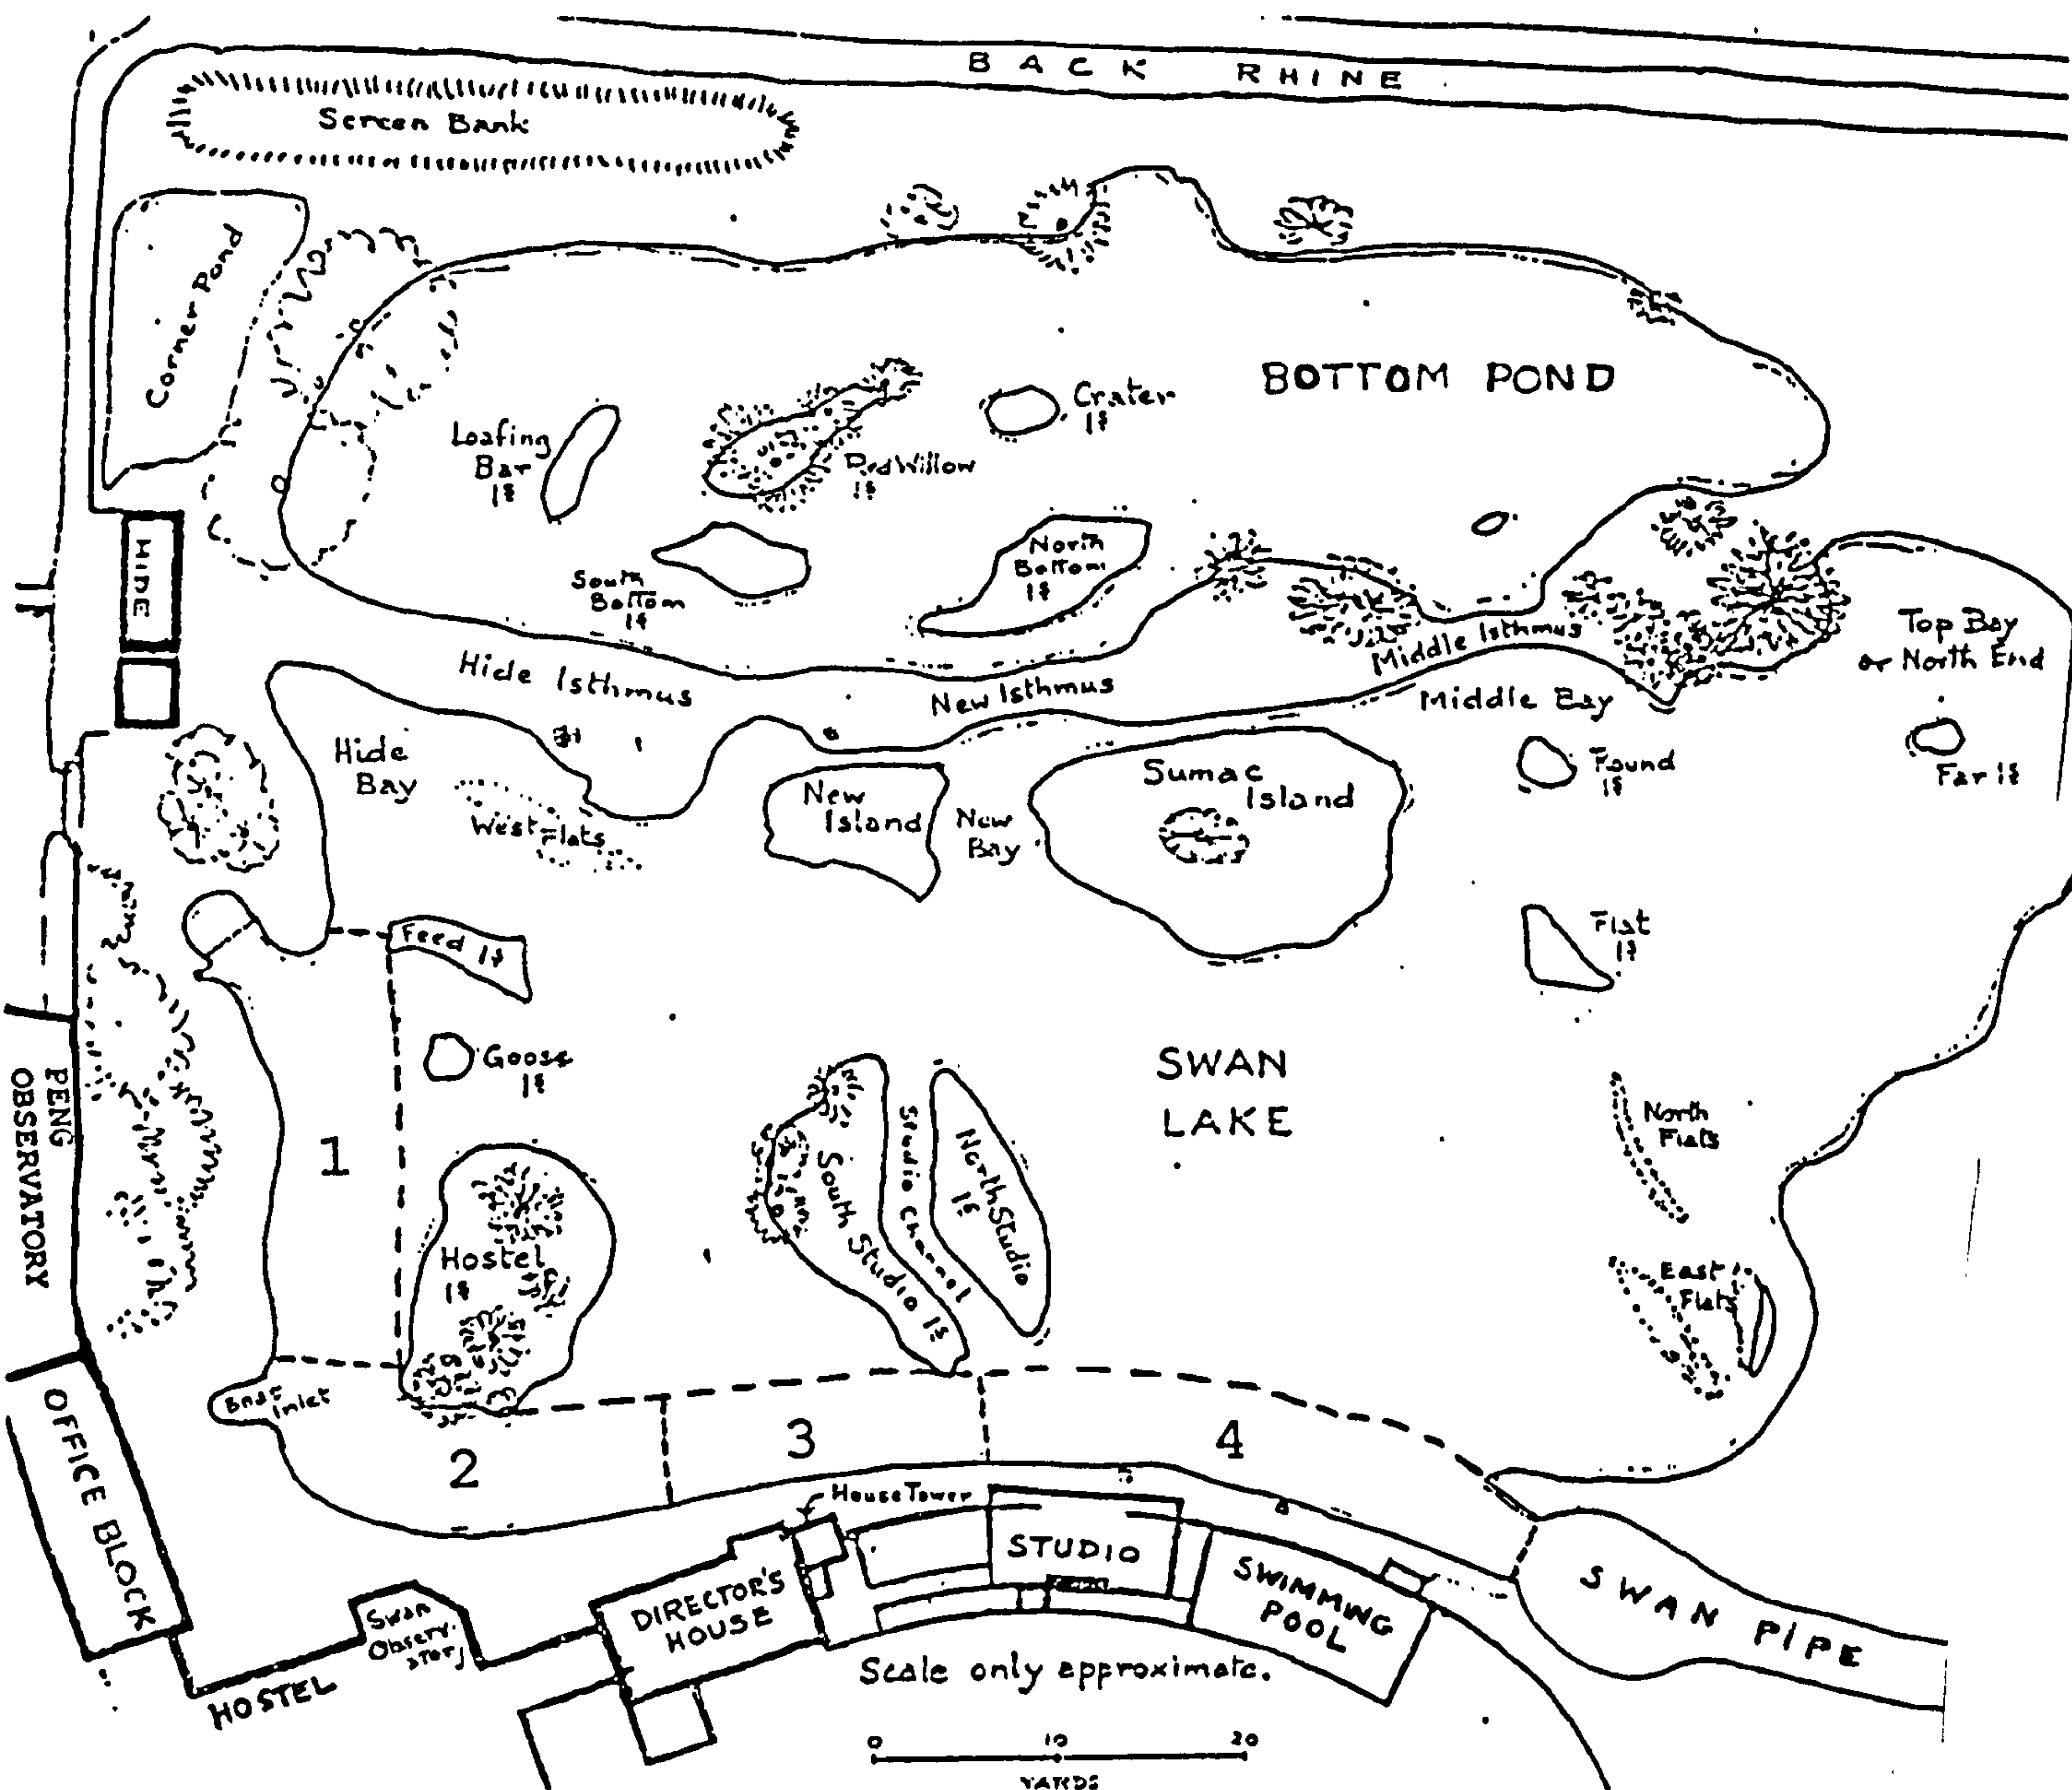 BACK RHINE
Screen Bank
Corner Pond
BOTTOM POND
Crater
Is
Loafing
Bar
Is
Red Willow
Is
HIDE
North
Bottom
Is
South
Bottom
Is
Middle Isthmus
Top Bay
or North End
Hide Isthmus
New Isthmus
Middle Bay
Hide
Bay
West Flats
New
Island
New
Bay
Sumac
Island
Found
Is
Far Is
Feed Is
Flat
Is
Goose
Is
SWAN
LAKE
PENG
OBSERVATORY
1
South Studio Is
Studio Channel
North Studio
Is
North
Flats
Hostel
Is
East
Flats
Inlet
OFFICE BLOCK
2
3
4
House Tower
STUDIO
DIRECTOR'S
HOUSE
SWIMMING
POOL
SWAN PIPE
Swan
Observ.
atory
HOSTEL
Scale only approximate.
0 10 20
YARDS